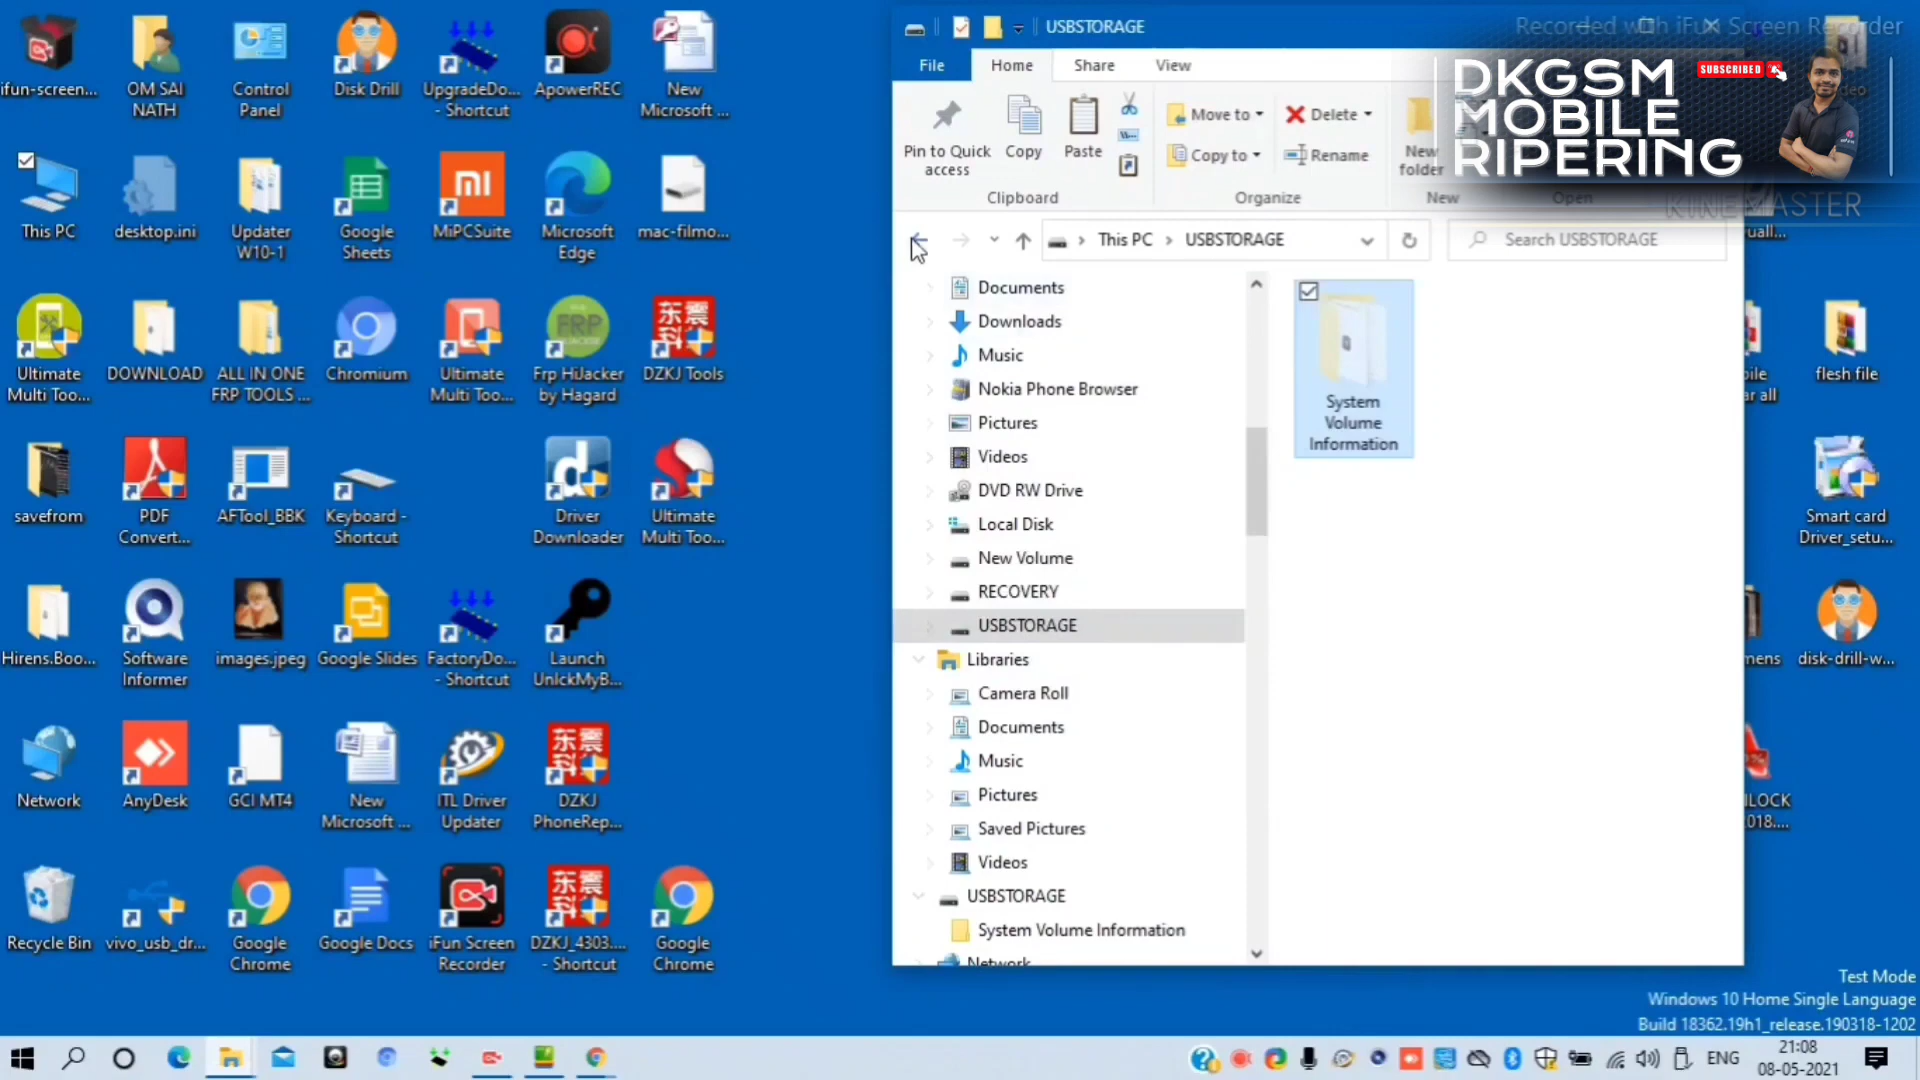 ifun-screen...
OM SAI
NATH
Control
Panel
Disk Drill
UpgradeDo...
- Shortcut
ApowerREC
New
Microsoft ...
This PC
desktop.ini
Updater
W10-1
Google
Sheets
MiPCSuite
Microsoft
Edge
mac-filmo...
Ultimate
Multi Too...
DOWNLOAD
ALL IN ONE
FRP TOOLS ...
Chromium
Ultimate
Multi Too...
FRP
Frp HiJacker
by Hagard
东震
科技
DZKJ Tools
savefrom
PDF
Convert...
AFTool_BBK
Keyboard -
Shortcut
Driver
Downloader
Ultimate
Multi Too...
Hirens.Boo...
Software
Informer
images.jpeg
Google Slides
FactoryDo...
- Shortcut
Launch
UnlckMyB...
Network
AnyDesk
GCI MT4
New
Microsoft ...
ITL Driver
Updater
DZKJ
PhoneRep...
Recycle Bin
vivo_usb_dr...
Google
Chrome
Google Docs
iFun Screen
Recorder
DZKJ_4303....
- Shortcut
Google
Chrome
USBSTORAGE
Recorded with iFun Screen Recorder
File
Home
Share
View
Pin to Quick
access
Copy
Paste
Move to
Copy to
Delete
Rename
New
folder
Clipboard
Organize
New
Open
DKGSM
MOBILE
RIPERING
SUBSCRIBED
KINEMASTER
This PC
USBSTORAGE
Search USBSTORAGE
Documents
Downloads
Music
Nokia Phone Browser
Pictures
Videos
DVD RW Drive
Local Disk
New Volume
RECOVERY
USBSTORAGE
Libraries
Camera Roll
Documents
Music
Pictures
Saved Pictures
Videos
USBSTORAGE
System Volume Information
Network
System
Volume
Information
flesh file
Smart card
Driver_setu...
disk-drill-w...
Test Mode
Windows 10 Home Single Language
Build 18362.19h1_release.190318-1202
ENG
21:08
08-05-2021